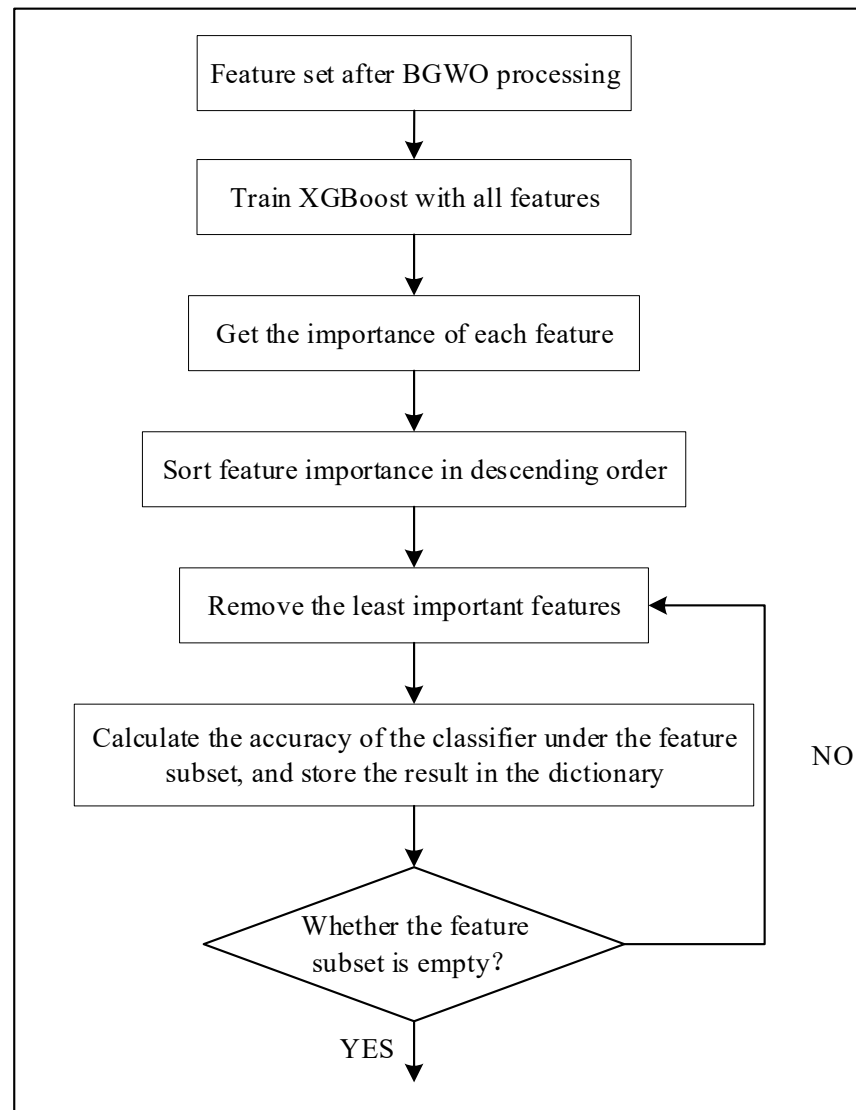 Feature set after BGWO processing
Train XGBoost with all features
Get the importance of each feature
Sort feature importance in descending order
Remove the least important features
Calculate the accuracy of the classifier under the feature
subset, and store the result in the dictionary
NO
Whether the feature
subset is empty?
YES